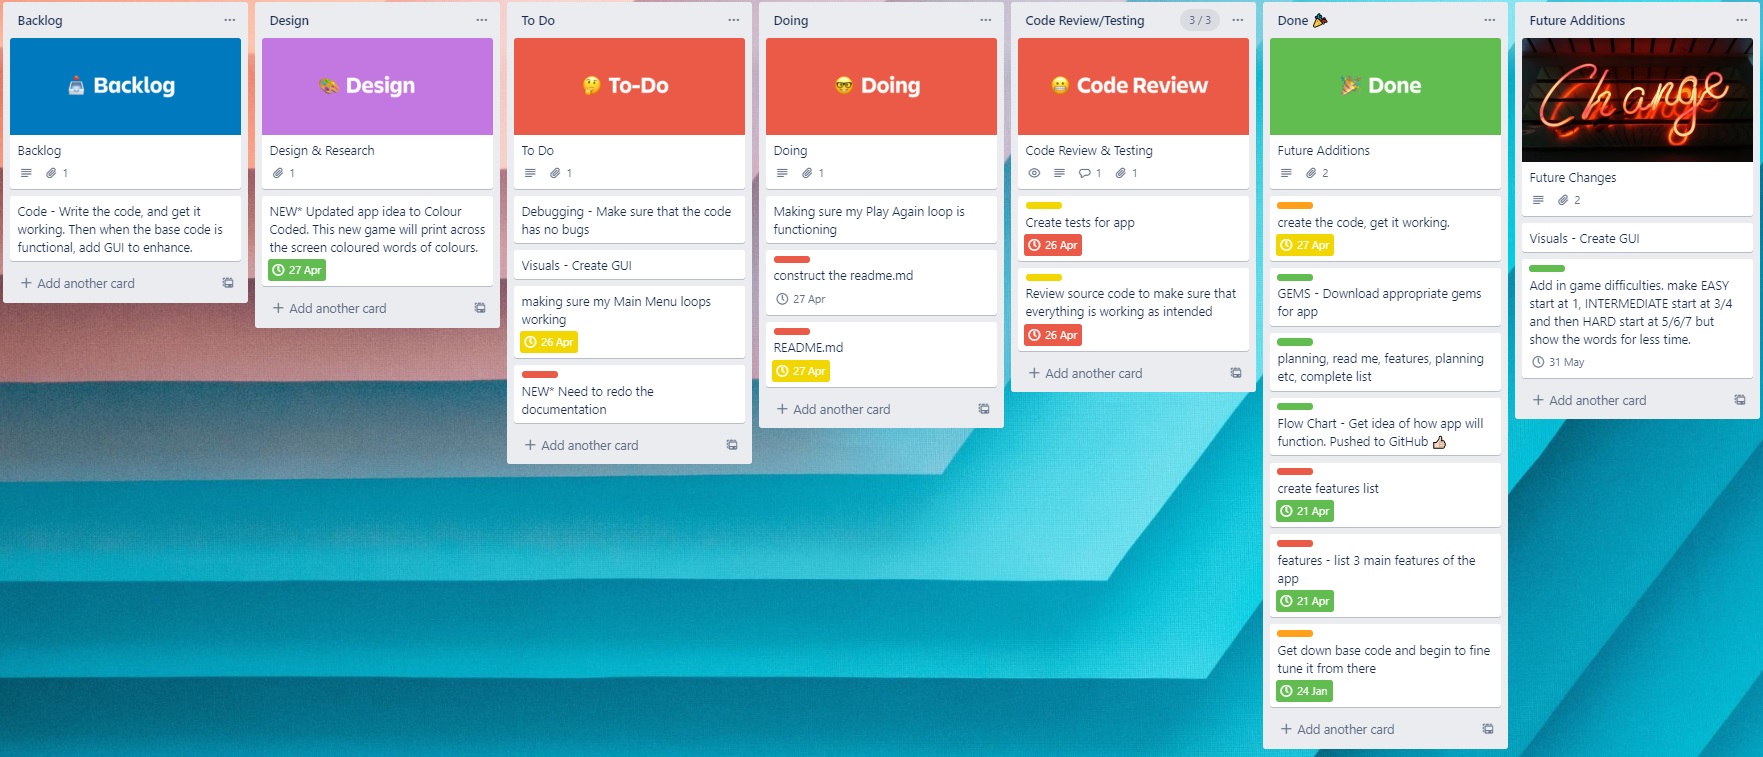 Backlog
Backlog
Backlog
1
Code - Write the code, and get it
working. Then when the base code is
functional, add GUI to enhance.
+ Add another card
Design
Design
Design & Research
1
NEW* Updated app idea to Colour
Coded. This new game will print across
the screen coloured words of colours.
27 Apr
+ Add another card
To Do
To-Do
To Do
1
Debugging - Make sure that the code
has no bugs
Visuals - Create GUI
making sure my Main Menu loops
working
26 Apr
NEW* Need to redo the
documentation
+ Add another card
Doing
Doing
Doing
1
Making sure my Play Again loop is
functioning
construct the readme.md
27 Apr
README.md
27 Apr
+ Add another card
Code Review/Testing 3 / 3
Code Review
Code Review & Testing
1 1
Create tests for app
26 Apr
Review source code to make sure that
everything is working as intended
26 Apr
+ Add another card
Done 🎉
Done
Future Additions
2
create the code, get it working.
27 Apr
GEMS - Download appropriate gems
for app
planning, read me, features, planning
etc, complete list
Flow Chart - Get idea of how app will
function. Pushed to GitHub 👍
create features list
21 Apr
features - list 3 main features of the
app
21 Apr
Get down base code and begin to fine
tune it from there
24 Jan
+ Add another card
Future Additions
Change
Future Changes
2
Visuals - Create GUI
Add in game difficulties. make EASY
start at 1, INTERMEDIATE start at 3/4
and then HARD start at 5/6/7 but
show the words for less time.
31 May
+ Add another card